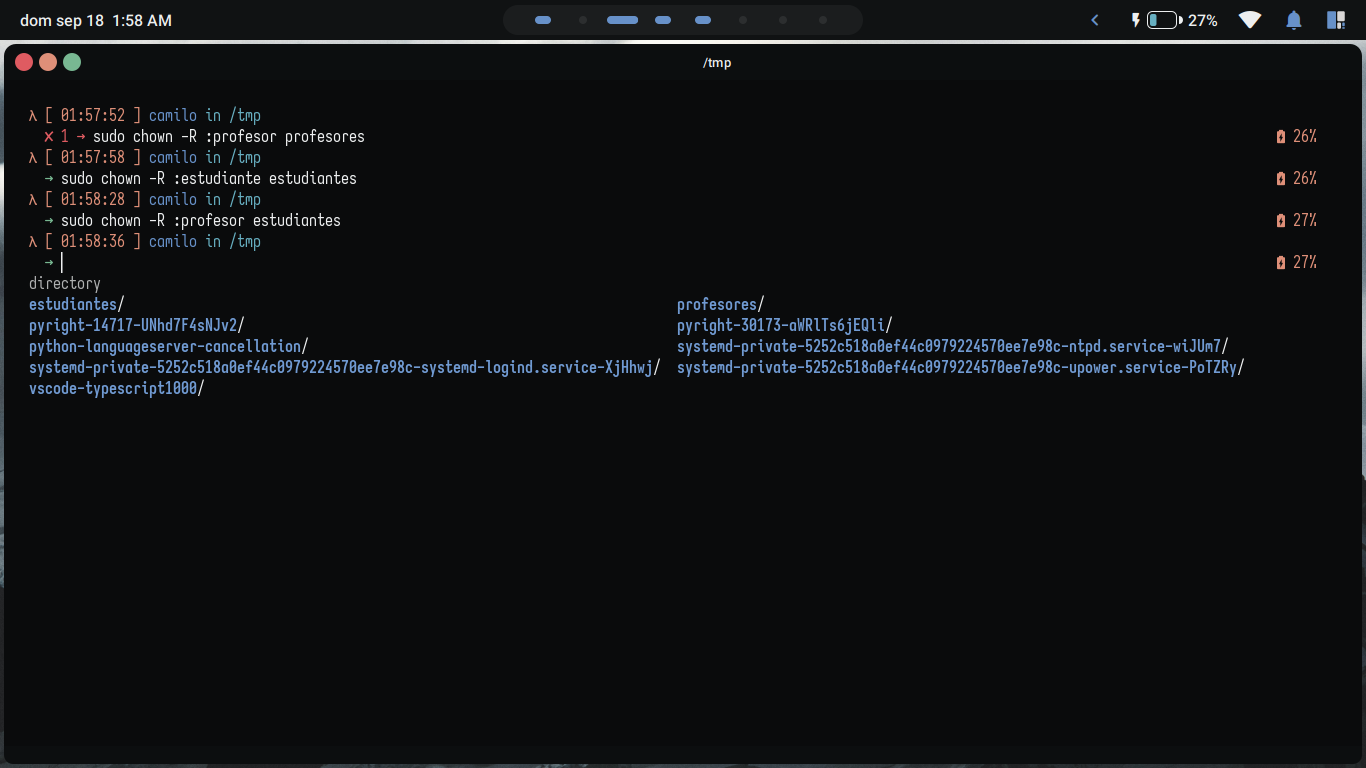 dom sep 18 1:58 AM
27%
/tmp
λ [ 01:57:52 ] camilo in /tmp
✗ 1 → sudo chown -R :profesor profesores 26%
λ [ 01:57:58 ] camilo in /tmp
→ sudo chown -R :estudiante estudiantes 26%
λ [ 01:58:28 ] camilo in /tmp
→ sudo chown -R :profesor estudiantes 27%
λ [ 01:58:36 ] camilo in /tmp
→ 27%
directory
estudiantes/ profesores/
pyright-14717-UNhd7F4sNJv2/ pyright-30173-aWRlTs6jEQli/
python-languageserver-cancellation/ systemd-private-5252c518a0ef44c0979224570ee7e98c-ntpd.service-wiJUm7/
systemd-private-5252c518a0ef44c0979224570ee7e98c-systemd-logind.service-XjHhwj/ systemd-private-5252c518a0ef44c0979224570ee7e98c-upower.service-PoTZRy/
vscode-typescript1000/